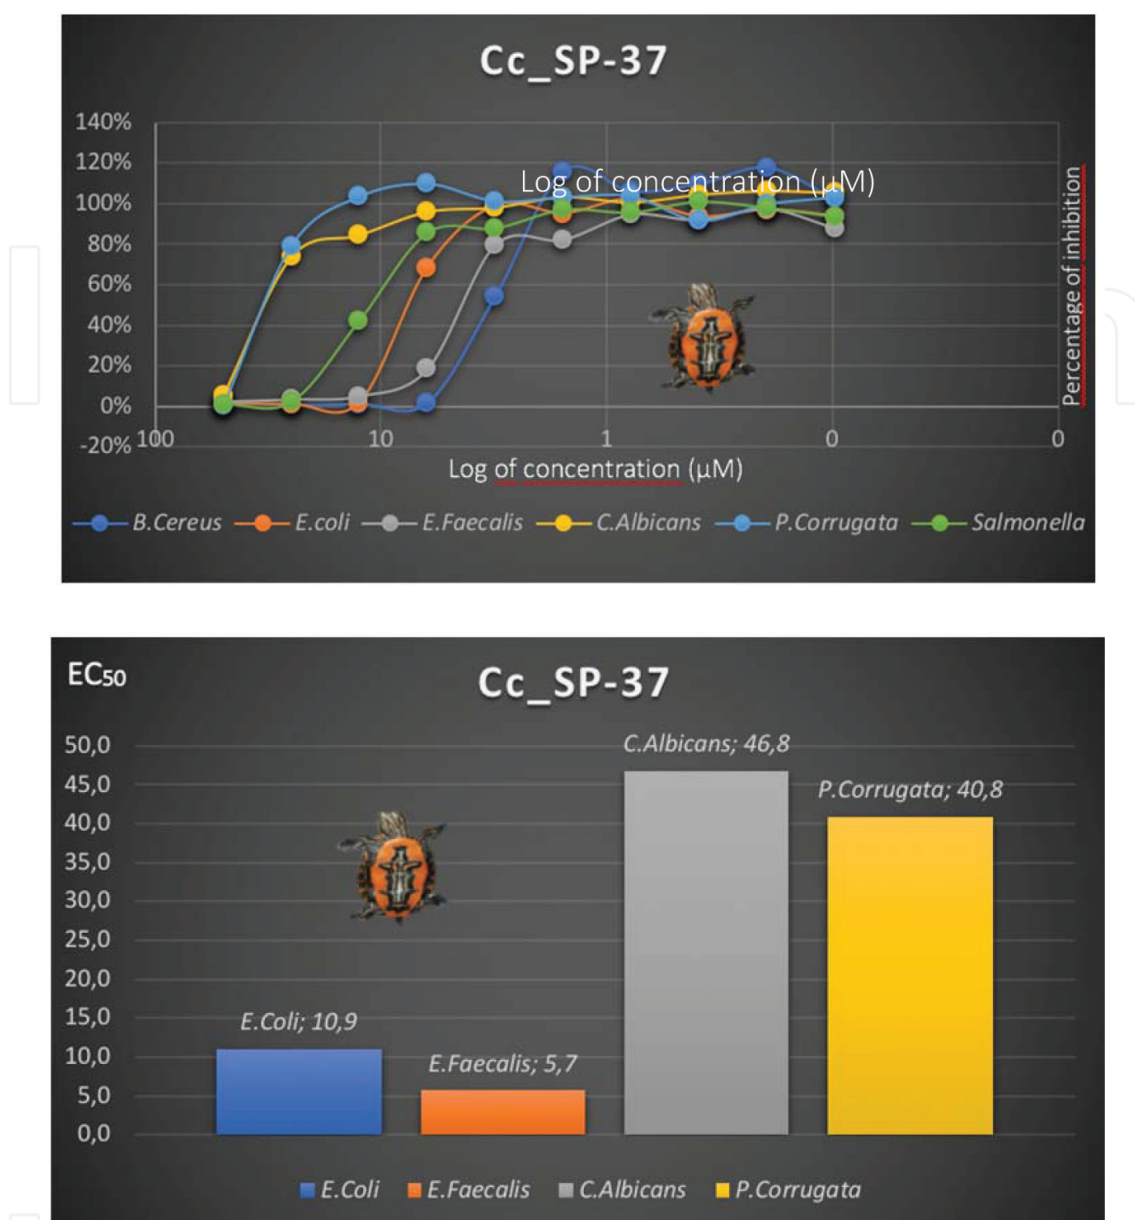 Cc_SP-37
140%
120%
100%
80%
60%
40%
20%
0%
-20%
100 10 1 0 0
Log of concentration (µM)
Percentage of inhibition
Log of concentration (µM)
B.Cereus E.coli E.Faecalis C.Albicans P.Corrugata Salmonella
EC50
Cc_SP-37
50,0
45,0
40,0
35,0
30,0
25,0
20,0
15,0
10,0
5,0
0,0
C.Albicans; 46,8
P.Corrugata; 40,8
E.Coli; 10,9
E.Faecalis; 5,7
E.Coli E.Faecalis C.Albicans P.Corrugata